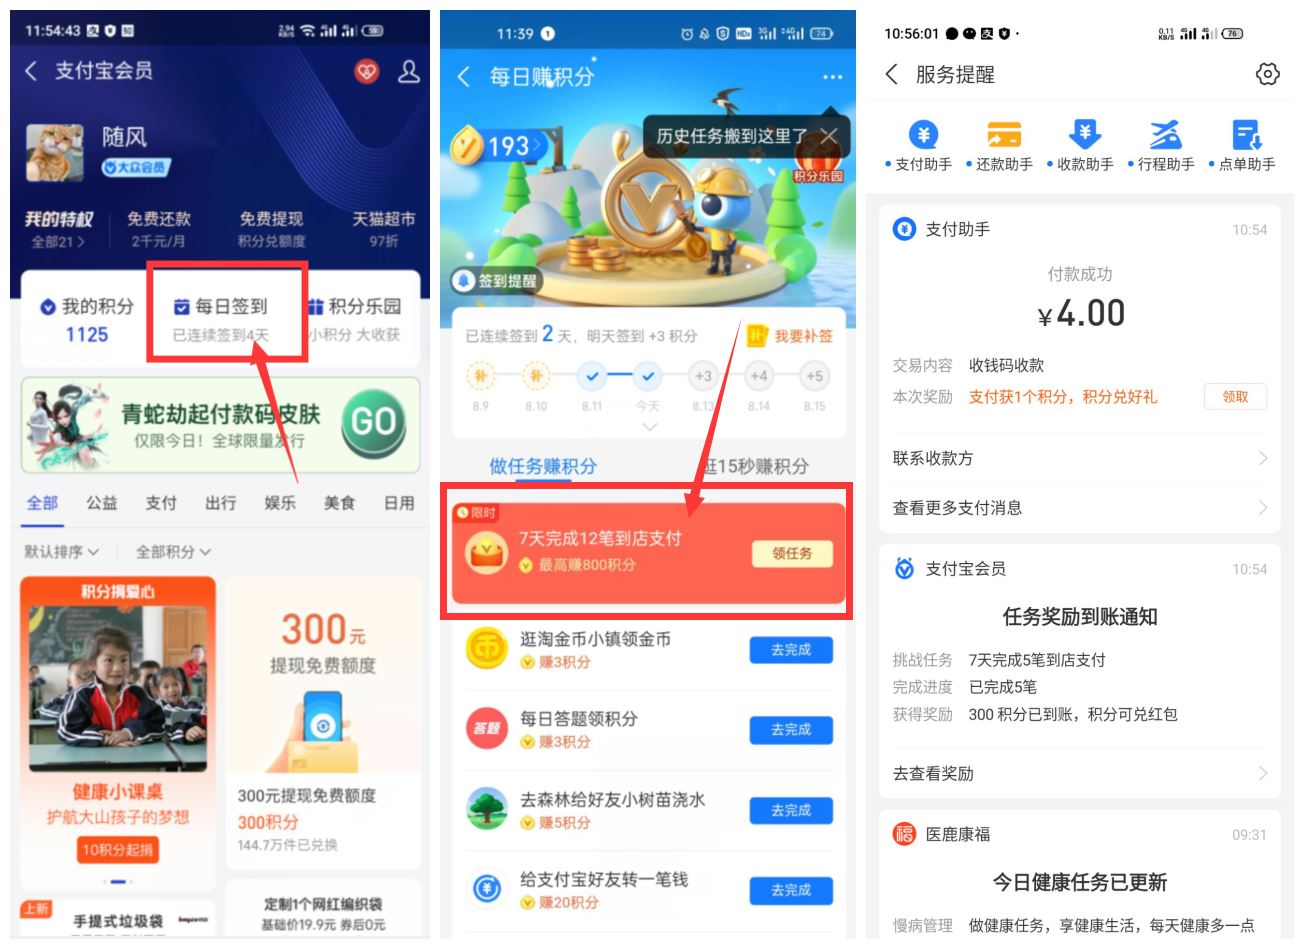 11:54:43
支付宝会员
随风
大众会员
我的特权
全部21
免费还款
2千元/月
免费提现
积分兑额度
天猫超市
97折
我的积分
1125
每日签到
已连续签到4天
积分乐园
小积分 大收获
青蛇劫起付款码皮肤
仅限今日！全球限量发行
GO
全部 公益 支付 出行 娱乐 美食 日用
默认排序
全部积分
积分捐爱心
健康小课桌
护航大山孩子的梦想
10积分起捐
300元
提现免费额度
300元提现免费额度
300积分
144.7万件已兑换
上新
手提式垃圾袋
定制1个网红编织袋
基础价19.9元 券后0元
11:39
74
每日赚积分
193
历史任务搬到这里了
积分乐园
签到提醒
已连续签到 2 天，明天签到 +3 积分
我要补签
补 补 +3 +4 +5
8.9 8.10 8.11 今天 8.13 8.14 8.15
做任务赚积分
逛15秒赚积分
限时
7天完成12笔到店支付
最高赚800积分
领任务
逛淘金币小镇领金币
赚3积分
去完成
答题
每日答题领积分
赚3积分
去完成
去森林给好友小树苗浇水
赚5积分
去完成
给支付宝好友转一笔钱
赚20积分
去完成
10:56:01
0.11 KB/S
76
服务提醒
支付助手 还款助手 收款助手 行程助手 点单助手
支付助手
10:54
付款成功
￥4.00
交易内容 收钱码收款
本次奖励 支付获1个积分，积分兑好礼
领取
联系收款方
查看更多支付消息
支付宝会员
10:54
任务奖励到账通知
挑战任务 7天完成5笔到店支付
完成进度 已完成5笔
获得奖励 300 积分已到账，积分可兑红包
去查看奖励
福
医鹿康福
09:31
今日健康任务已更新
慢病管理 做健康任务，享健康生活，每天健康多一点